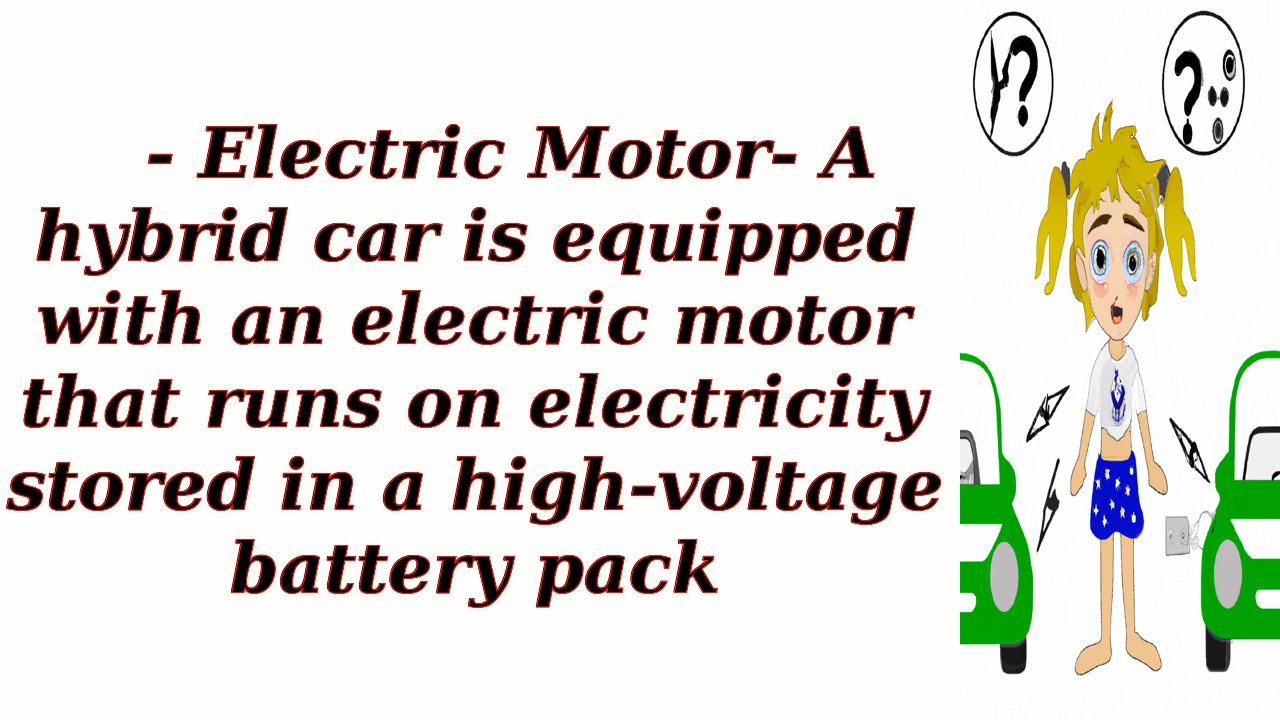 - Electric Motor- A
hybrid car is equipped
with an electric motor
that runs on electricity
stored in a high-voltage
battery pack
?
?